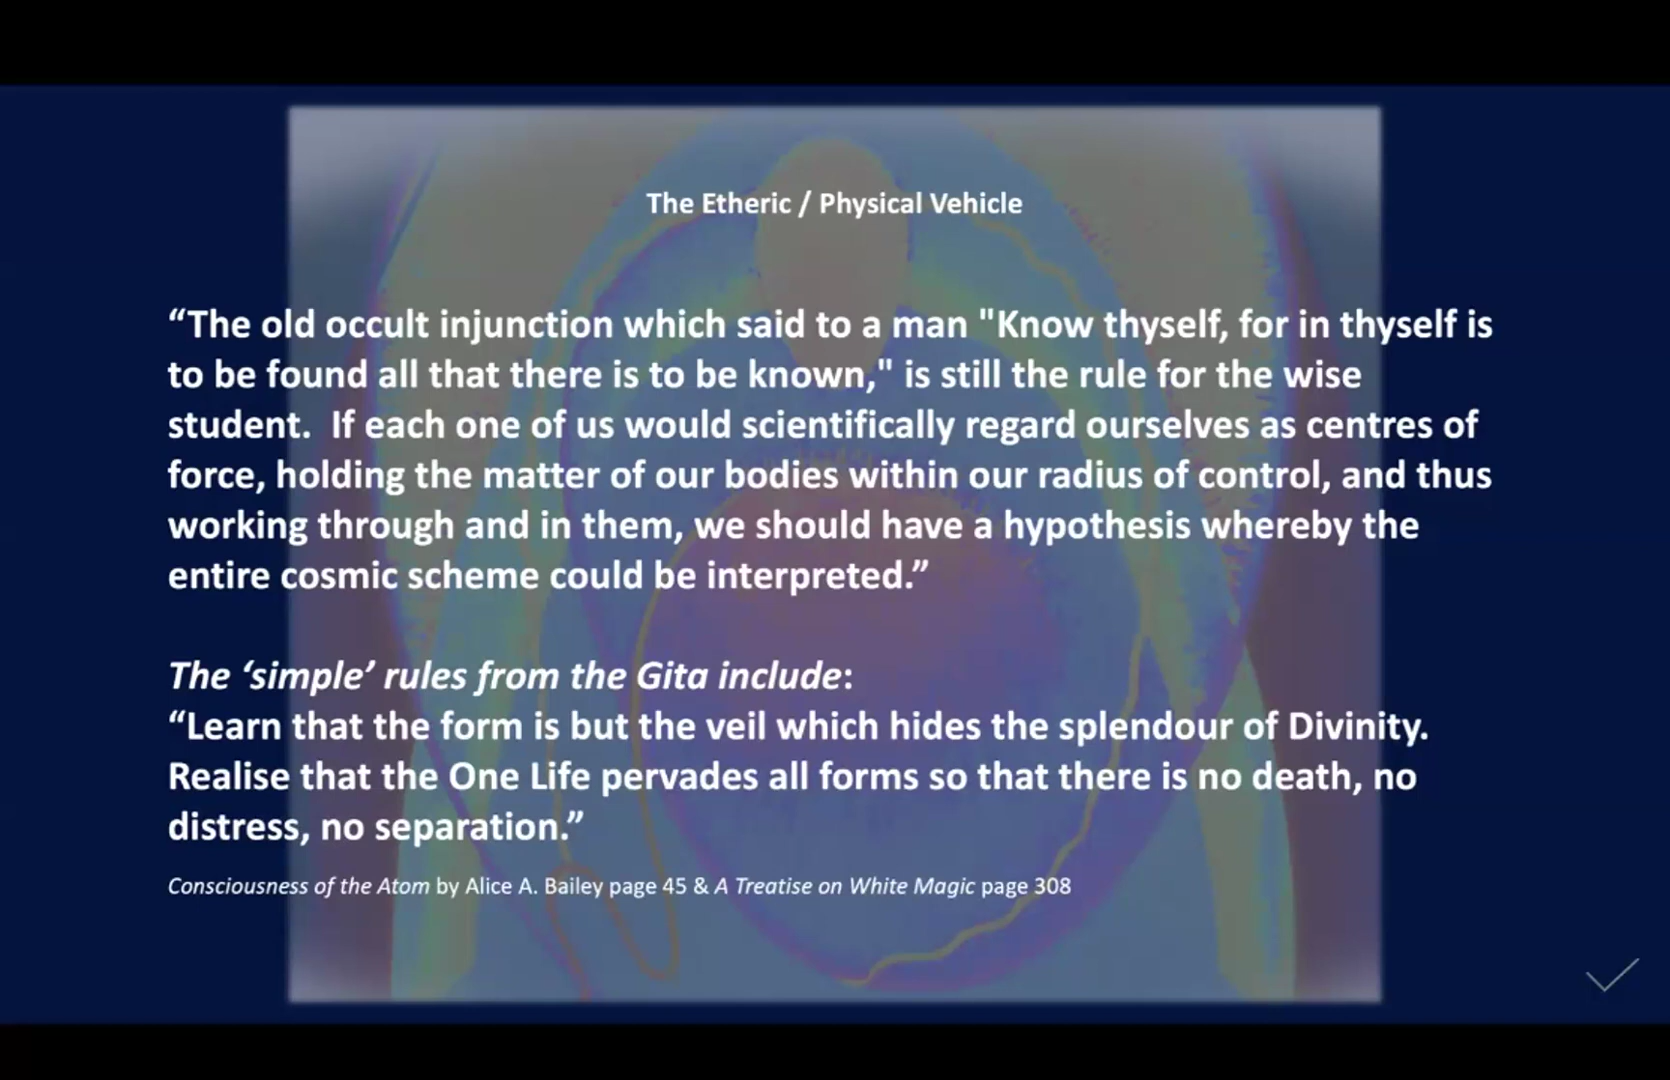 The Etheric / Physical Vehicle
“The old occult injunction which said to a man "Know thyself, for in thyself is
to be found all that there is to be known," is still the rule for the wise
student.  If each one of us would scientifically regard ourselves as centres of
force, holding the matter of our bodies within our radius of control, and thus
working through and in them, we should have a hypothesis whereby the
entire cosmic scheme could be interpreted.”
The ‘simple’ rules from the Gita include:
“Learn that the form is but the veil which hides the splendour of Divinity.
Realise that the One Life pervades all forms so that there is no death, no
distress, no separation.”
Consciousness of the Atom by Alice A. Bailey page 45 & A Treatise on White Magic page 308